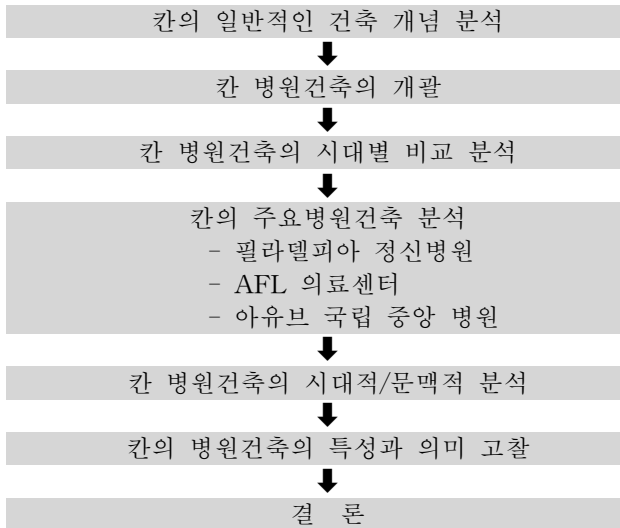 칸의 일반적인 건축 개념 분석
칸 병원건축의 개괄
칸 병원건축의 시대별 비교 분석
칸의 주요병원건축 분석
- 필라델피아 정신병원
- AFL 의료센터
- 아유브 국립 중앙 병원
칸 병원건축의 시대적/문맥적 분석
칸의 병원건축의 특성과 의미 고찰
결 론